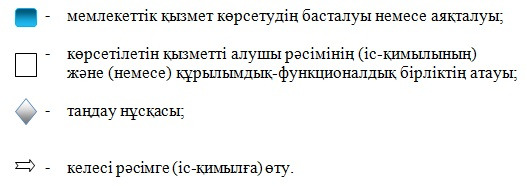 - мемлекеттік қызмет көрсетудің басталуы немесе аяқталуы;
- көрсетілетін қызметті алушы рәсімінің (іс-қимылының)
және (немесе) құрылымдық-функционалдық бірліктің атауы;
- таңдау нұсқасы;
- келесі рәсімге (іс-қимылға) өту.